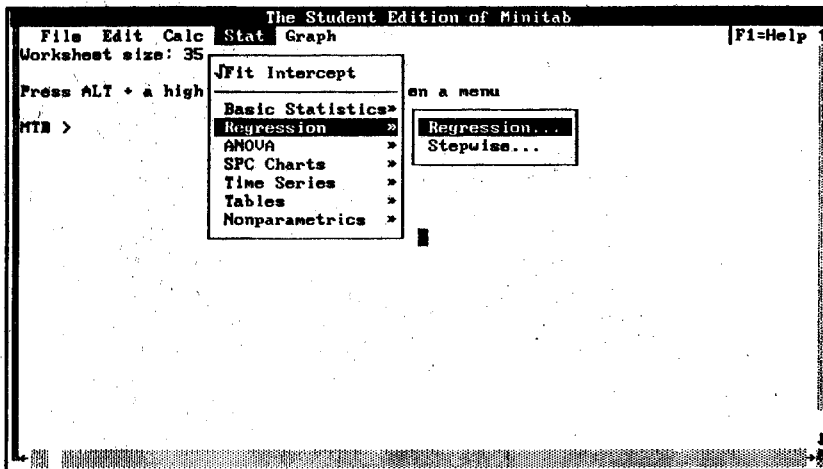 The Student Edition of Minitab
File Edit Calc Stat Graph F1=Help
Worksheet size: 35
√Fit Intercept
Press ALT + a high en a menu
Basic Statistics»
MTB >
Regression » Regression...
ANOVA » Stepwise...
SPC Charts »
Time Series »
Tables »
Nonparametrics »